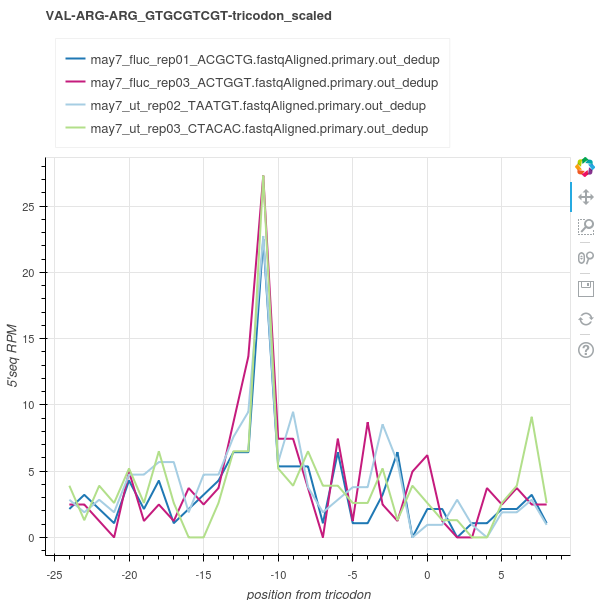 VAL-ARG-ARG_GTGCGTCGT-tricodon_scaled
may7_fluc_rep01_ACGCTG.fastqAligned.primary.out_dedup
may7_fluc_rep03_ACTGGT.fastqAligned.primary.out_dedup
may7_ut_rep02_TAATGT.fastqAligned.primary.out_dedup
may7_ut_rep03_CTACAC.fastqAligned.primary.out_dedup
25
20
15
10
5
0
5'seq RPM
-25 -20 -15 -10 -5 0 5
position from tricodon